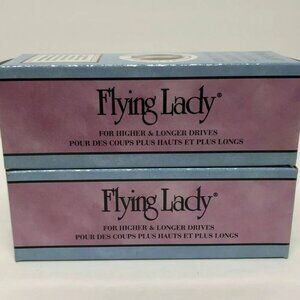 Flying Lady®
FOR HIGHER & LONGER DRIVES
POUR DES COUPS PLUS HAUTS ET PLUS LONGS
Flying Lady®
FOR HIGHER & LONGER DRIVES
POUR DES COUPS PLUS HAUTS ET PLUS LONGS